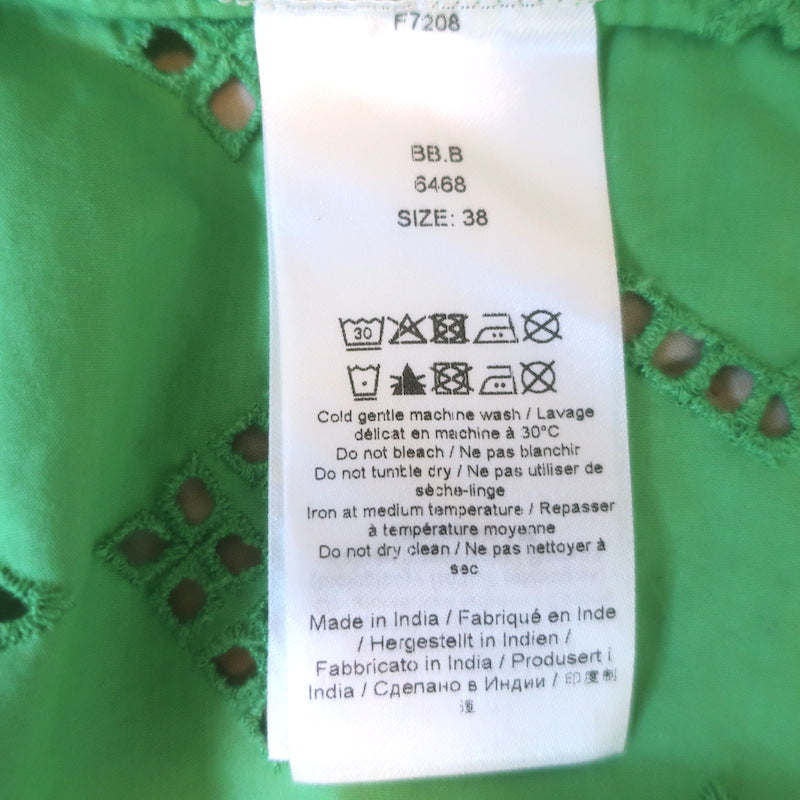 F7208
BB.B
6468
SIZE: 38
30
Cold gentle machine wash / Lavage
délicat en machine à 30°C
Do not bleach / Ne pas blanchir
Do not tumble dry / Ne pas utiliser de
sèche-linge
Iron at medium temperature / Repasser
à température moyenne
Do not dry clean / Ne pas nettoyer à
sec
Made in India / Fabriqué en Inde
/ Hergestellt in Indien /
Fabbricato in India / Produsert i
India / Сделано в Индии / 印度制
造